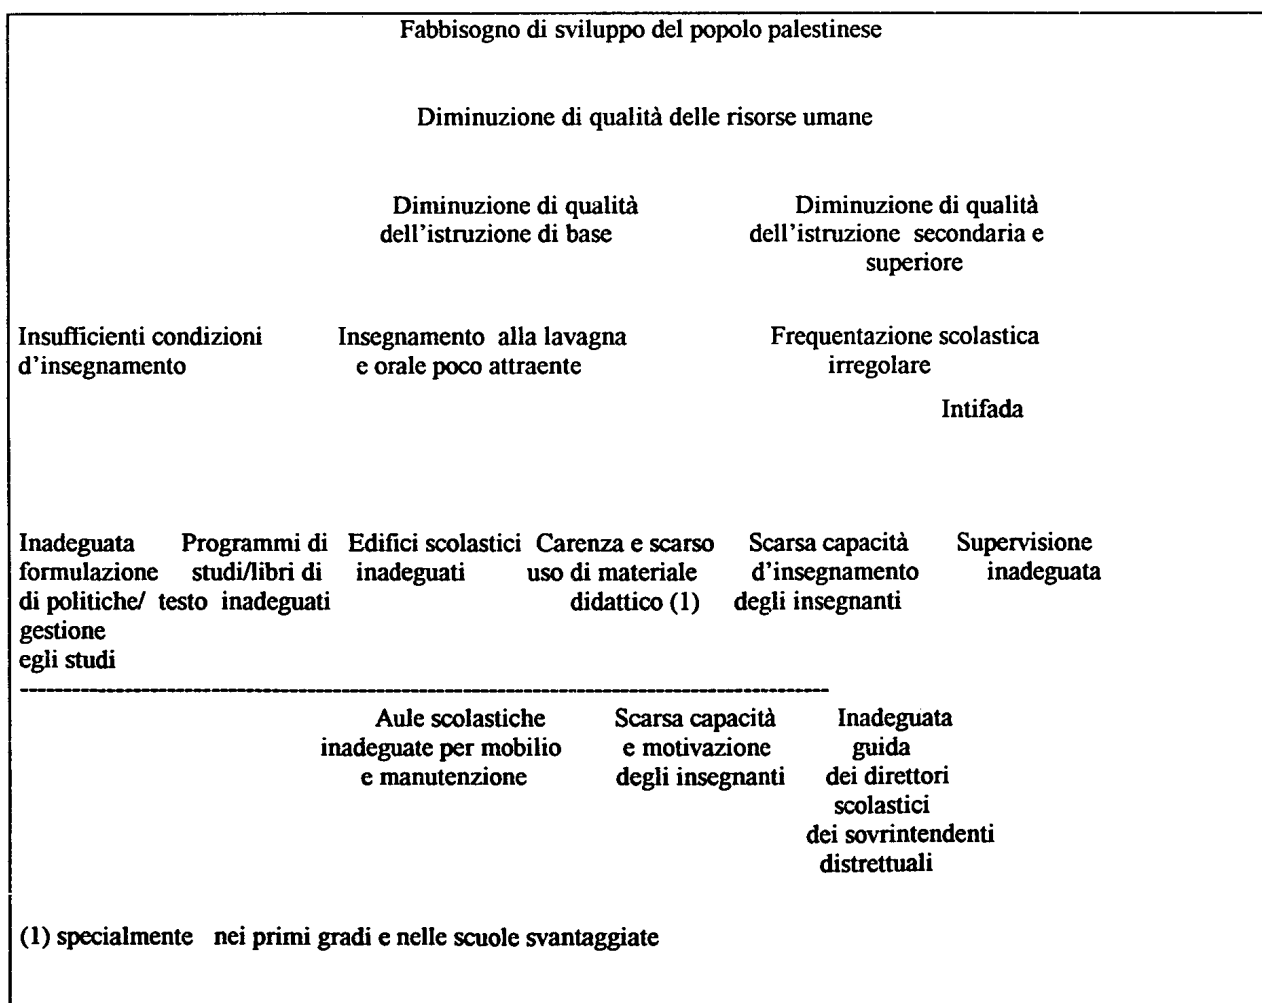 Fabbisogno di sviluppo del popolo palestinese
Diminuzione di qualità delle risorse umane
Diminuzione di qualità
dell'istruzione di base
Diminuzione di qualità
dell'istruzione secondaria e
superiore
Insufficienti condizioni
d'insegnamento
Insegnamento alla lavagna
e orale poco attraente
Frequentazione scolastica
irregolare
Intifada
Inadeguata
formulazione
di politiche/
gestione
egli studi
Programmi di
studi/libri di
testo inadeguati
Edifici scolastici
inadeguati
Carenza e scarso
uso di materiale
didattico (1)
Scarsa capacità
d'insegnamento
degli insegnanti
Supervisione
inadeguata
Aule scolastiche
inadeguate per mobilio
e manutenzione
Scarsa capacità
e motivazione
degli insegnanti
Inadeguata
guida
dei direttori
scolastici
dei sovrintendenti
distrettuali
(1) specialmente nei primi gradi e nelle scuole svantaggiate